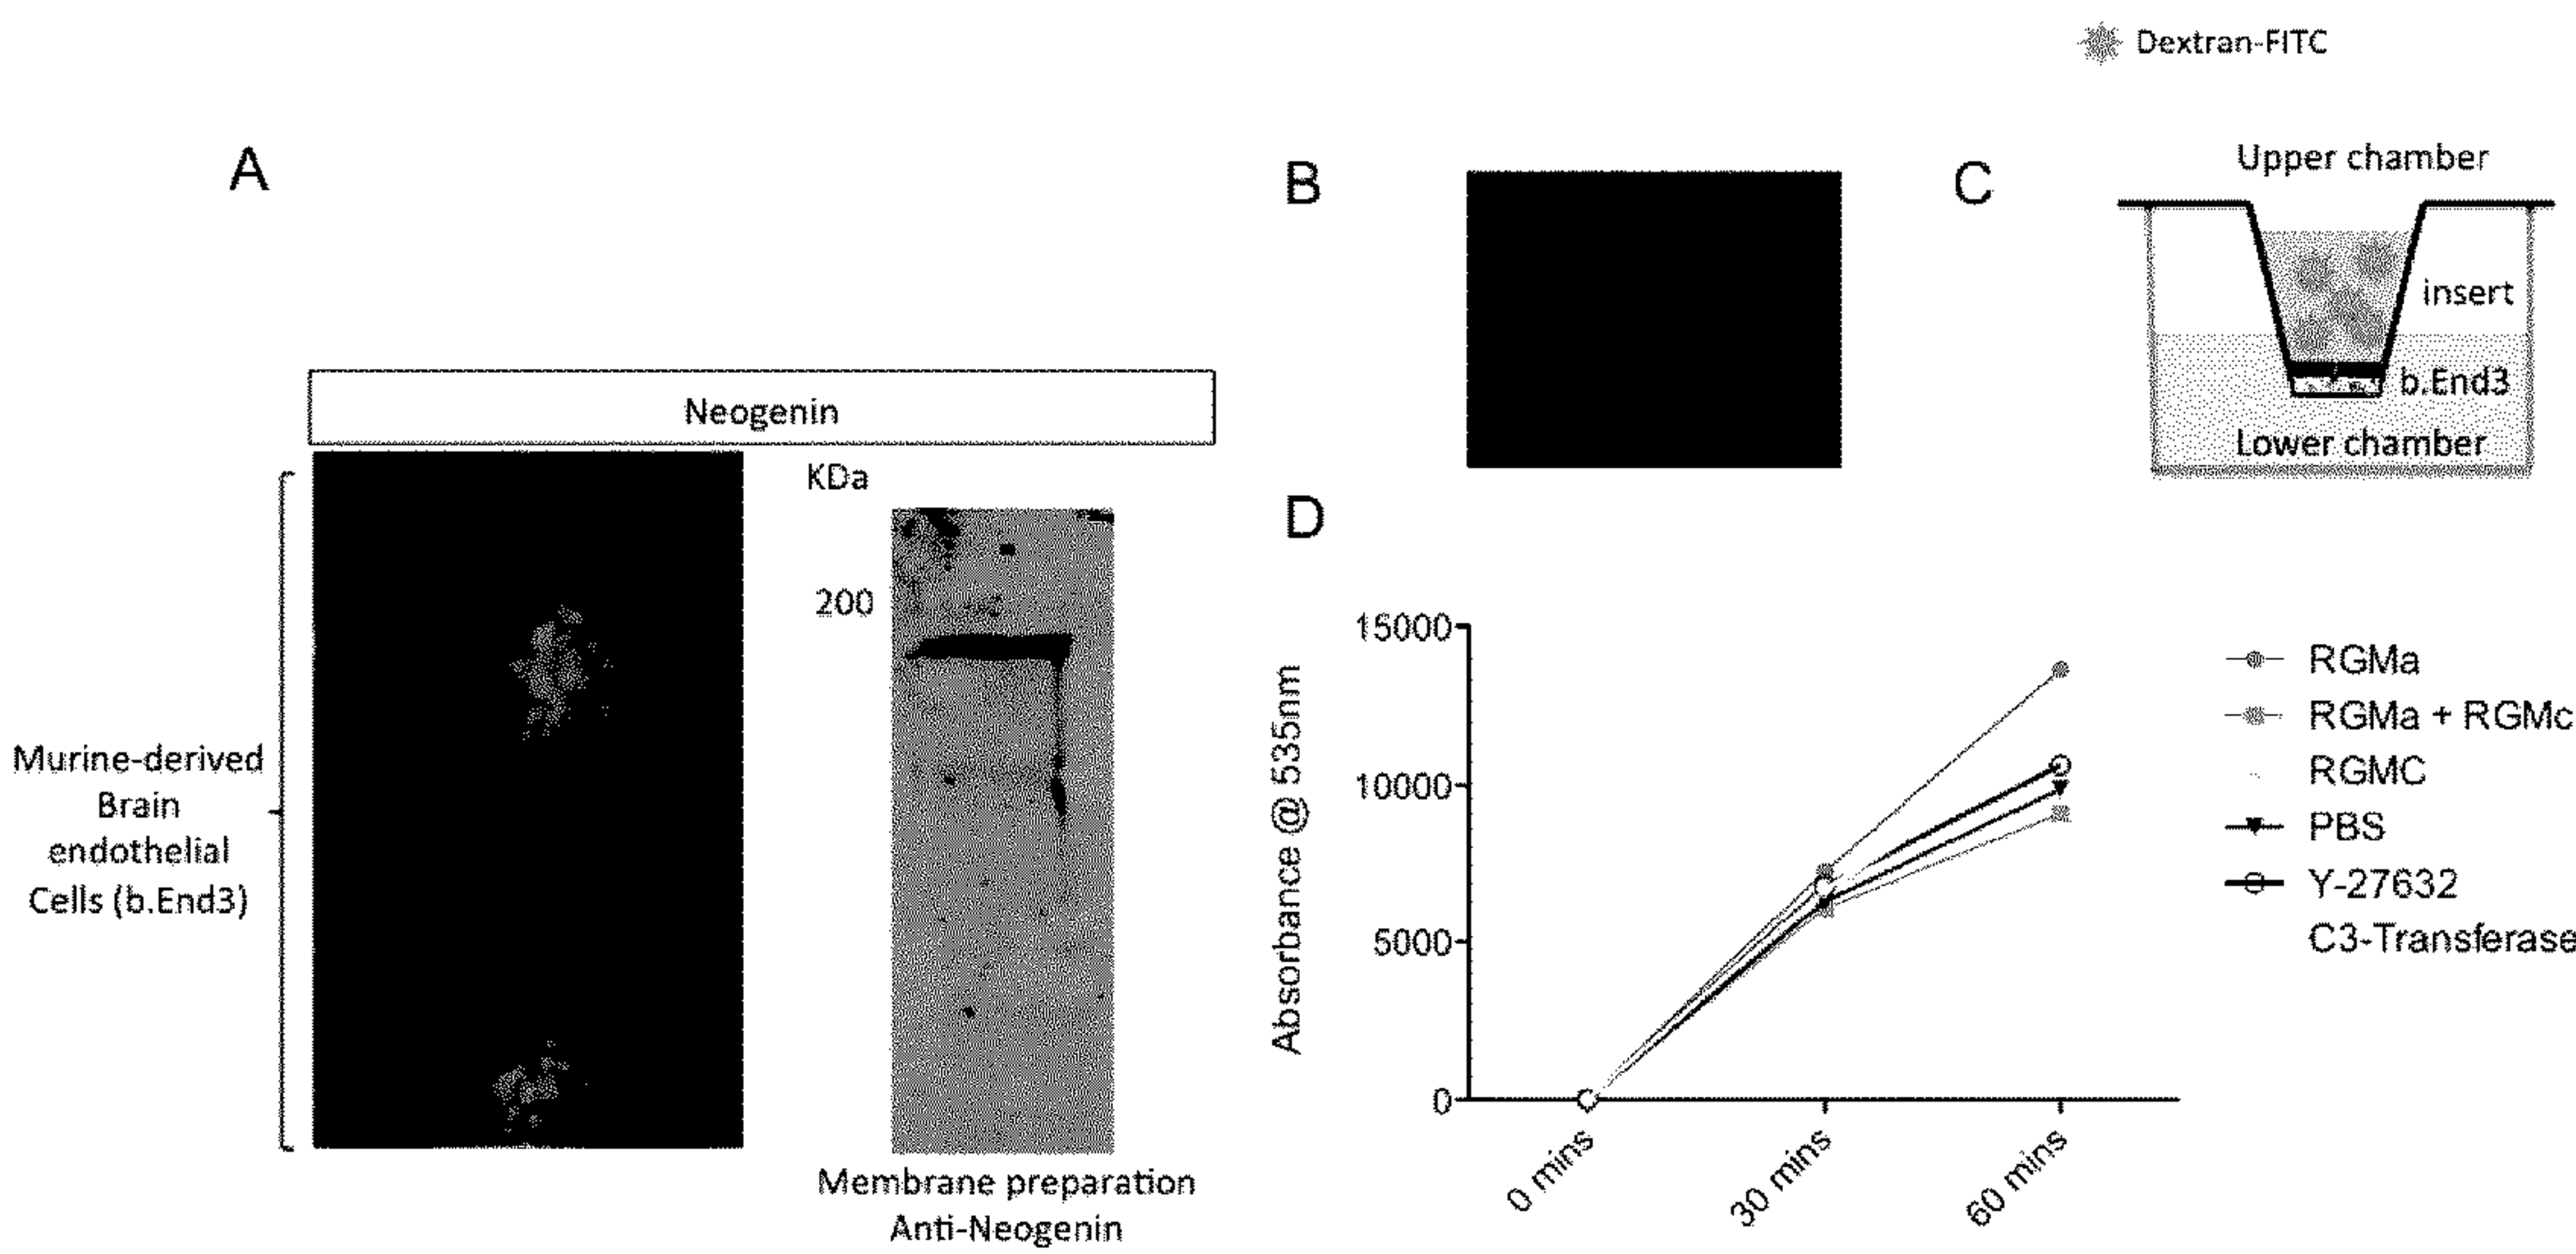 Dextran-FITC
A
Neogenin
KDa
200
Murine-derived
Brain
endothelial
Cells (b.End3)
Membrane preparation
Anti-Neogenin
B
C
Upper chamber
insert
b.End3
Lower chamber
D
Absorbance @ 535nm
15000
10000
5000
0
0 mins
30 mins
60 mins
RGMa
RGMa + RGMc
RGMC
PBS
Y-27632
C3-Transferase